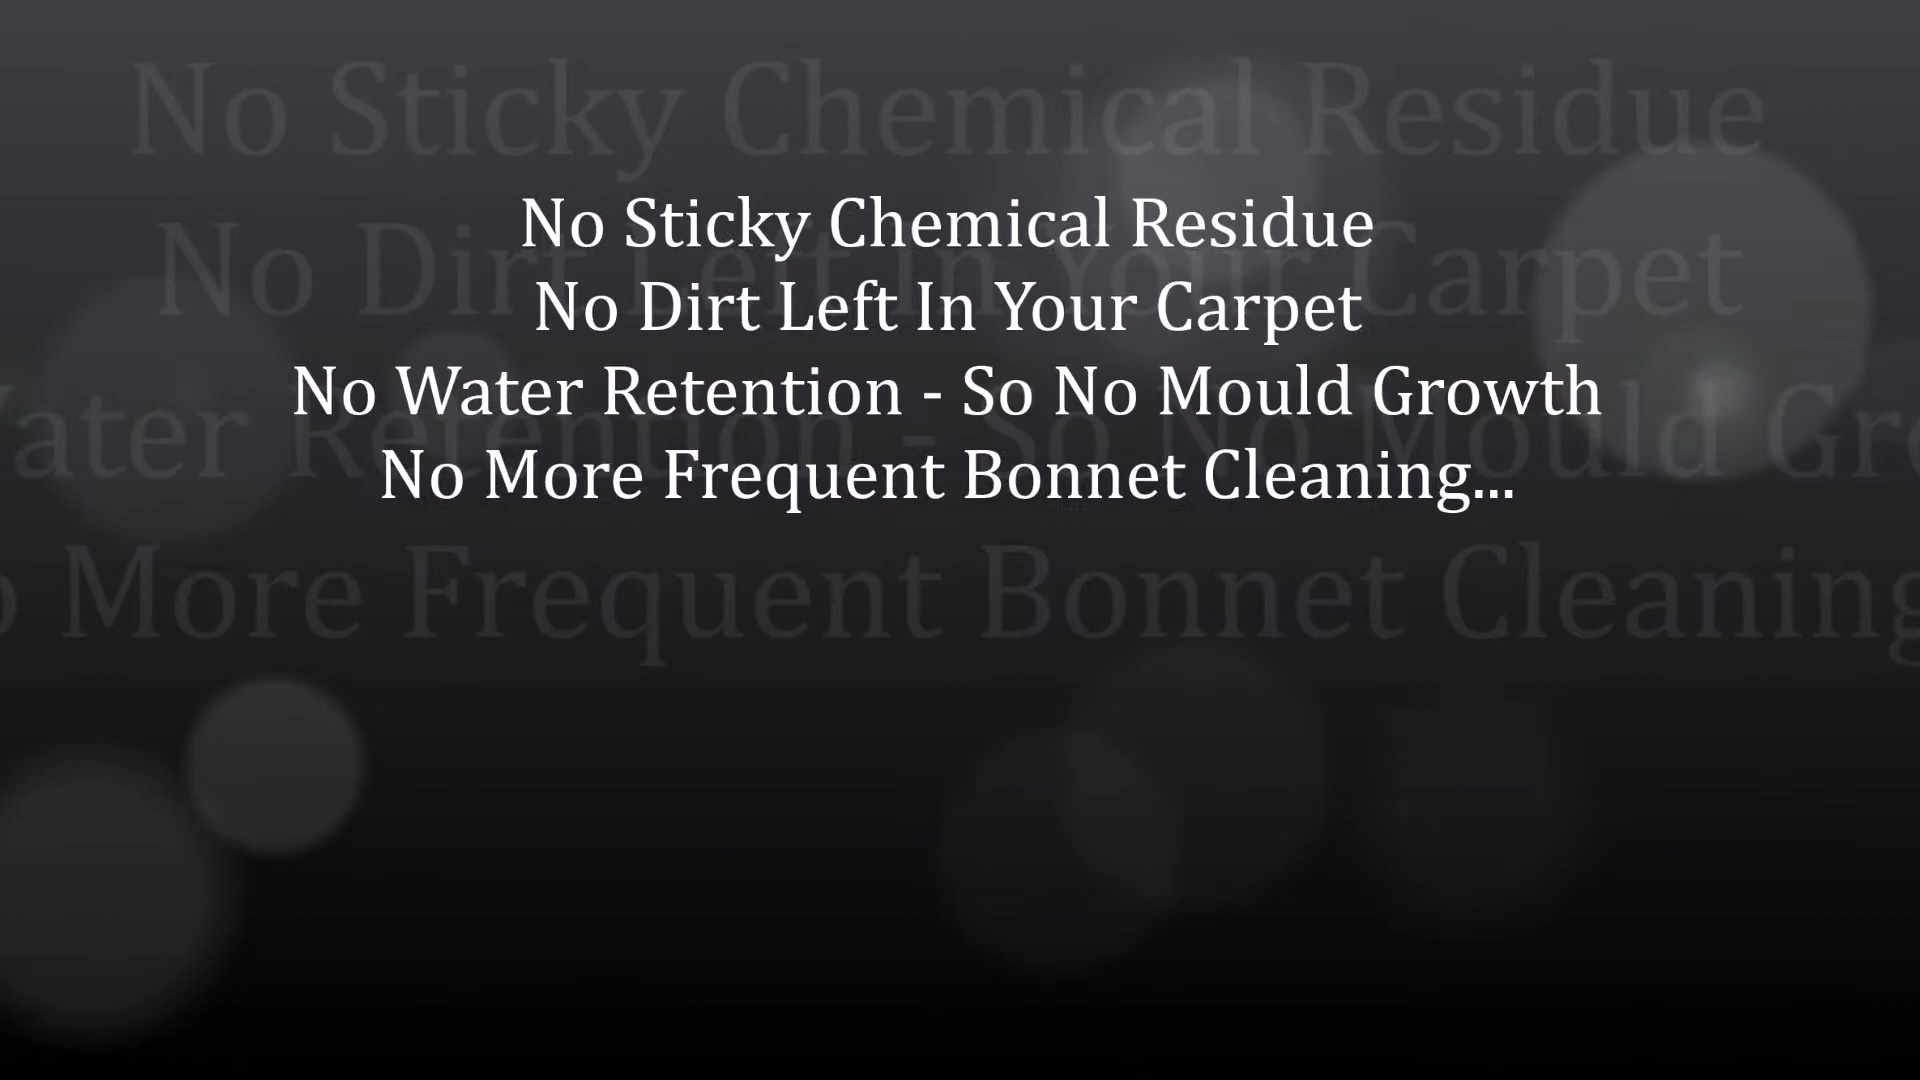 No Sticky Chemical Residue
No Dirt Left In Your Carpet
No Water Retention - So No Mould Growth
No More Frequent Bonnet Cleaning...